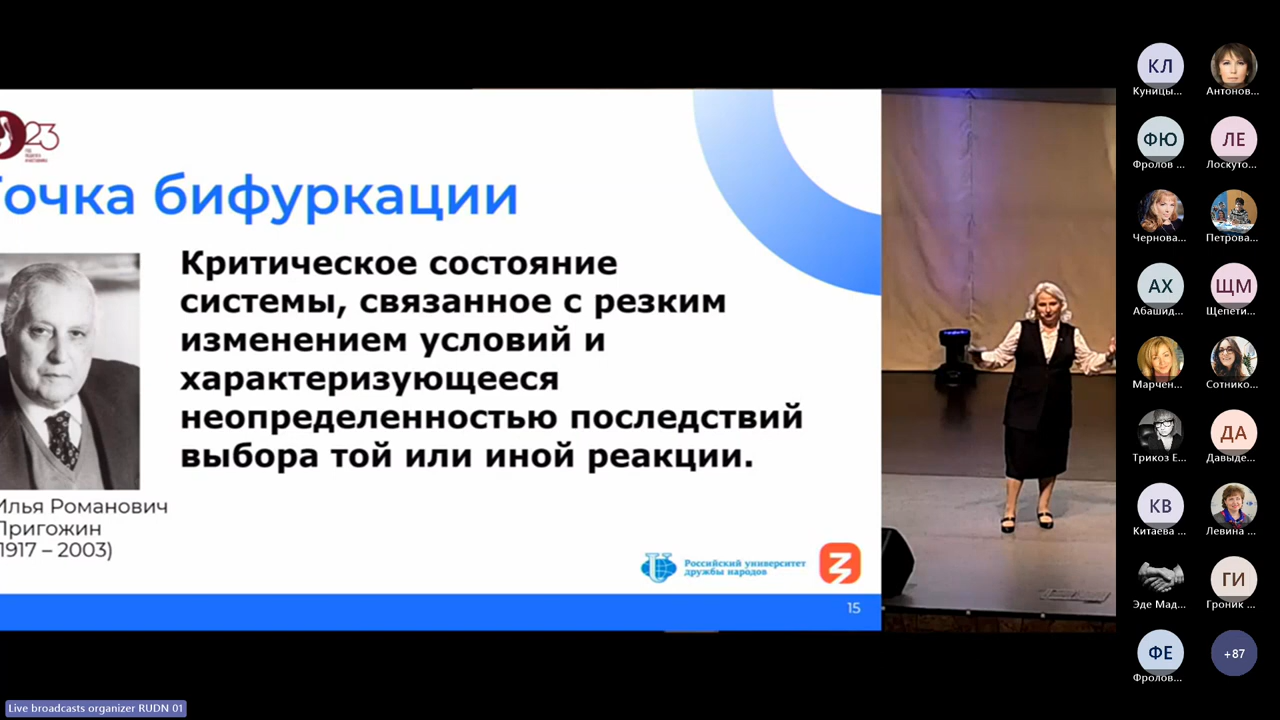 23
очка бифуркации
Критическое состояние
системы, связанное с резким
изменением условий и
характеризующееся
неопределенностью последствий
выбора той или иной реакции.
Илья Романович
Пригожин
1917 – 2003)
Российский университет
дружбы народов
15
КЛ
Куницы...
Антонов...
ФЮ
Фролов ...
ЛЕ
Лоскуто...
Чернова...
Петрова...
АХ
Абашид...
ЩМ
Щепети...
Марчен...
Сотнико...
Трикоз Е...
ДА
Давыде...
КВ
Китаева ...
Левина ...
Эде Мад...
ГИ
Гроник ...
ФЕ
Фролов...
+87
Live broadcasts organizer RUDN 01